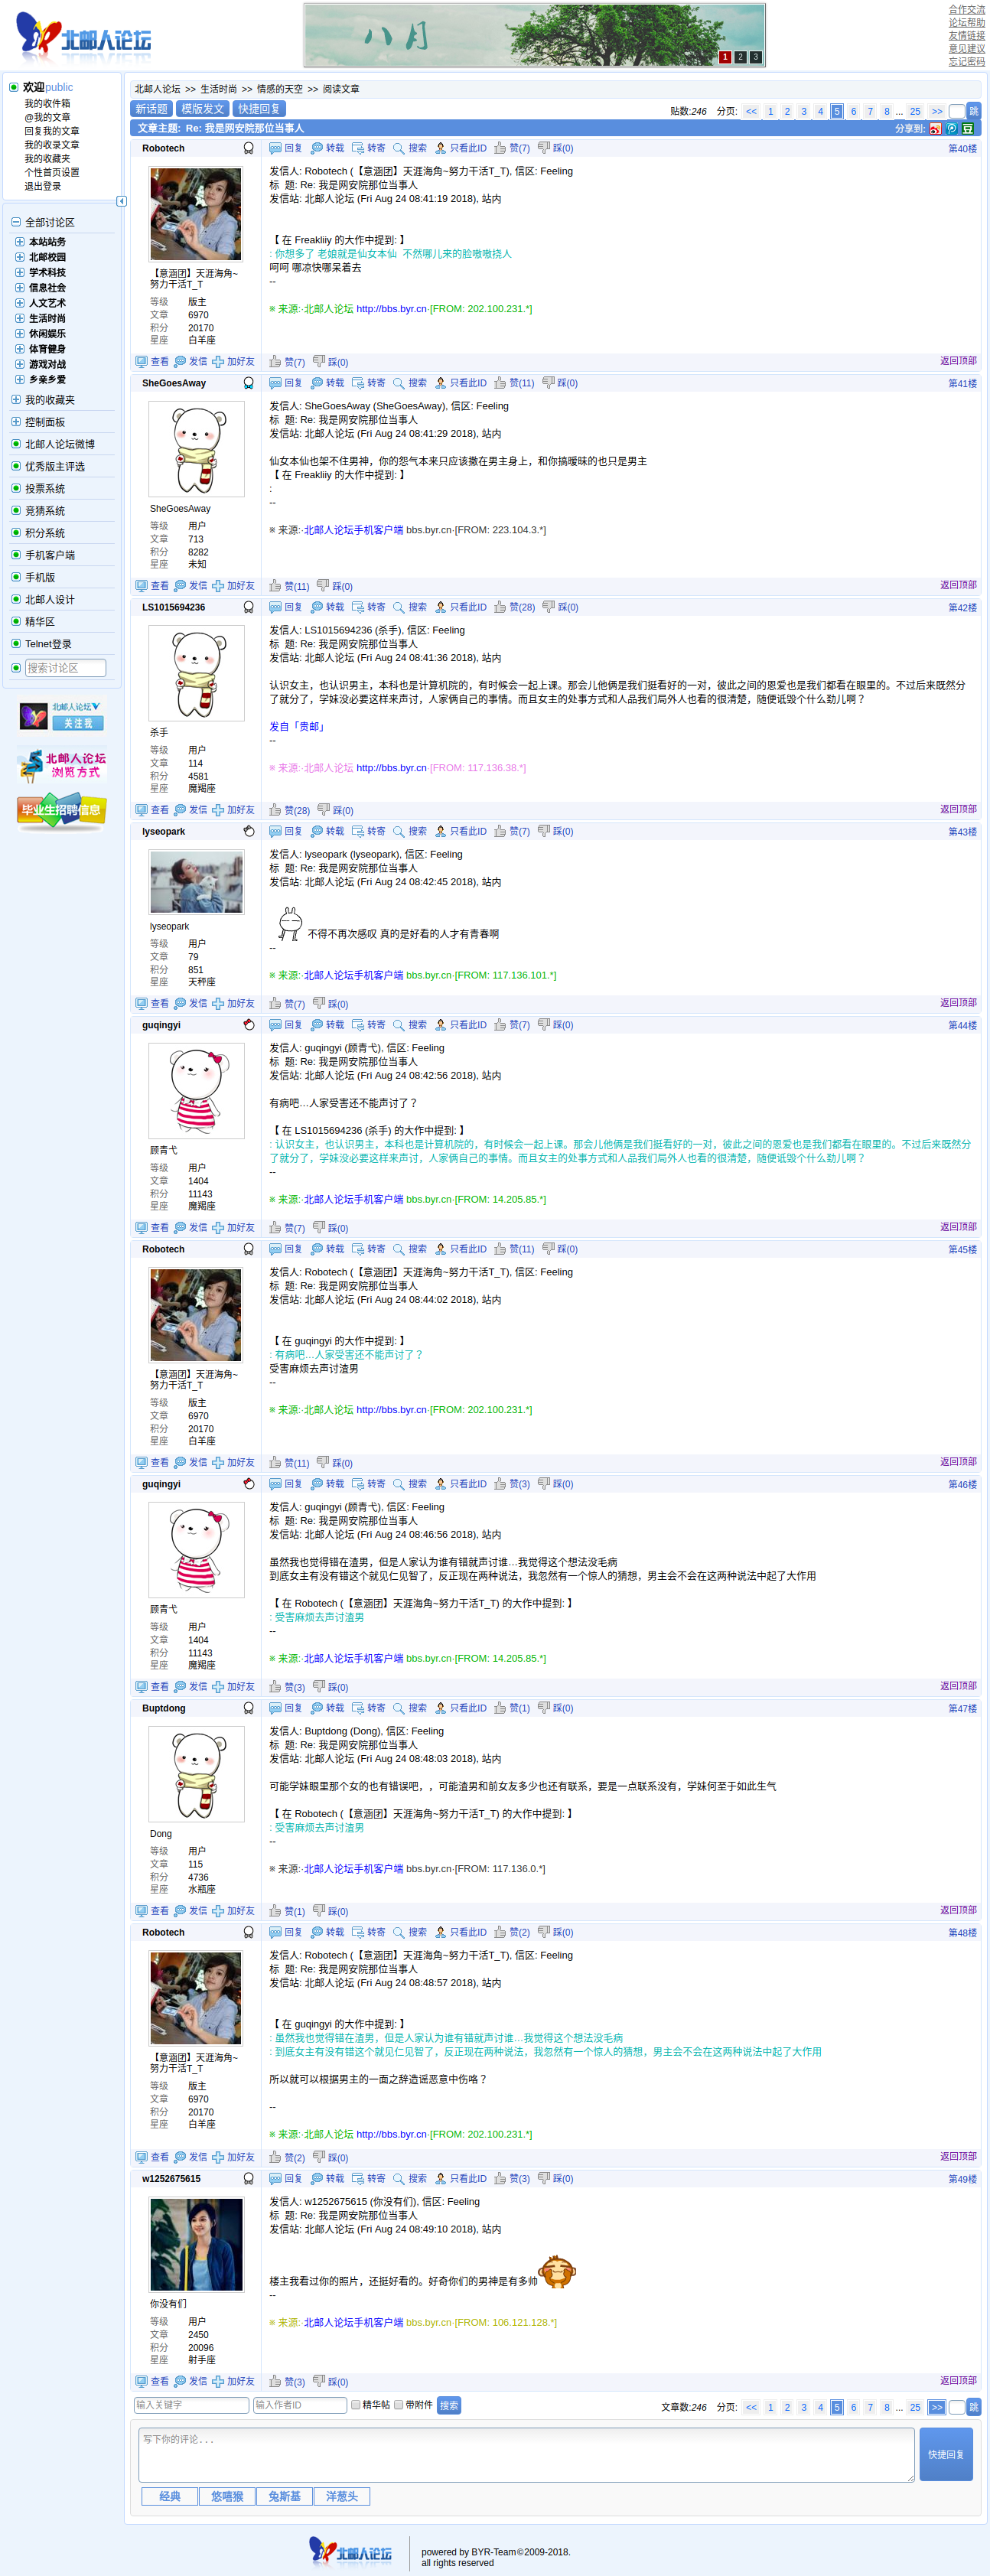 北邮人论坛
八月
1 2 3
合作交流
论坛帮助
友情链接
意见建议
忘记密码
欢迎public
我的收件箱
@我的文章
回复我的文章
我的收录文章
我的收藏夹
个性首页设置
退出登录
全部讨论区
本站站务
北邮校园
学术科技
信息社会
人文艺术
生活时尚
休闲娱乐
体育健身
游戏对战
乡亲乡爱
我的收藏夹
控制面板
北邮人论坛微博
优秀版主评选
投票系统
竞猜系统
积分系统
手机客户端
手机版
北邮人设计
精华区
Telnet登录
搜索讨论区
北邮人论坛
关注我
北邮人论坛
浏览方式
毕业生招聘信息
北邮人论坛 >> 生活时尚 >> 情感的天空 >> 阅读文章
新话题 模版发文 快捷回复
贴数:246 分页: << 1 2 3 4 5 6 7 8 ... 25 >> 跳
文章主题: Re: 我是网安院那位当事人 分享到:
Robotech 回复 转载 转寄 搜索 只看此ID 赞(7) 踩(0) 第40楼
【意涵团】天涯海角~
努力干活T_T
等级 版主
文章 6970
积分 20170
星座 白羊座
发信人: Robotech (【意涵团】天涯海角~努力干活T_T), 信区: Feeling
标 题: Re: 我是网安院那位当事人
发信站: 北邮人论坛 (Fri Aug 24 08:41:19 2018), 站内
【 在 Freakliiy 的大作中提到: 】
: 你想多了 老娘就是仙女本仙 不然哪儿来的脸嗷嗷挠人
呵呵 哪凉快哪呆着去
--
※ 来源:·北邮人论坛 http://bbs.byr.cn·[FROM: 202.100.231.*]
查看 发信 加好友 赞(7) 踩(0) 返回顶部
SheGoesAway 回复 转载 转寄 搜索 只看此ID 赞(11) 踩(0) 第41楼
SheGoesAway
等级 用户
文章 713
积分 8282
星座 未知
发信人: SheGoesAway (SheGoesAway), 信区: Feeling
标 题: Re: 我是网安院那位当事人
发信站: 北邮人论坛 (Fri Aug 24 08:41:29 2018), 站内
仙女本仙也架不住男神，你的怨气本来只应该撒在男主身上，和你搞暧昧的也只是男主
【 在 Freakliiy 的大作中提到: 】
:
--
※ 来源:·北邮人论坛手机客户端 bbs.byr.cn·[FROM: 223.104.3.*]
查看 发信 加好友 赞(11) 踩(0) 返回顶部
LS1015694236 回复 转载 转寄 搜索 只看此ID 赞(28) 踩(0) 第42楼
杀手
等级 用户
文章 114
积分 4581
星座 魔羯座
发信人: LS1015694236 (杀手), 信区: Feeling
标 题: Re: 我是网安院那位当事人
发信站: 北邮人论坛 (Fri Aug 24 08:41:36 2018), 站内
认识女主，也认识男主，本科也是计算机院的，有时候会一起上课。那会儿他俩是我们挺看好的一对，彼此之间的恩爱也是我们都看在眼里的。不过后来既然分
了就分了，学妹没必要这样来声讨，人家俩自己的事情。而且女主的处事方式和人品我们局外人也看的很清楚，随便诋毁个什么劲儿啊？
发自「贵邮」
--
※ 来源:·北邮人论坛 http://bbs.byr.cn·[FROM: 117.136.38.*]
查看 发信 加好友 赞(28) 踩(0) 返回顶部
lyseopark 回复 转载 转寄 搜索 只看此ID 赞(7) 踩(0) 第43楼
lyseopark
等级 用户
文章 79
积分 851
星座 天秤座
发信人: lyseopark (lyseopark), 信区: Feeling
标 题: Re: 我是网安院那位当事人
发信站: 北邮人论坛 (Fri Aug 24 08:42:45 2018), 站内
不得不再次感叹 真的是好看的人才有青春啊
--
※ 来源:·北邮人论坛手机客户端 bbs.byr.cn·[FROM: 117.136.101.*]
查看 发信 加好友 赞(7) 踩(0) 返回顶部
guqingyi 回复 转载 转寄 搜索 只看此ID 赞(7) 踩(0) 第44楼
顾青弋
等级 用户
文章 1404
积分 11143
星座 魔羯座
发信人: guqingyi (顾青弋), 信区: Feeling
标 题: Re: 我是网安院那位当事人
发信站: 北邮人论坛 (Fri Aug 24 08:42:56 2018), 站内
有病吧…人家受害还不能声讨了？
【 在 LS1015694236 (杀手) 的大作中提到: 】
: 认识女主，也认识男主，本科也是计算机院的，有时候会一起上课。那会儿他俩是我们挺看好的一对，彼此之间的恩爱也是我们都看在眼里的。不过后来既然分
了就分了，学妹没必要这样来声讨，人家俩自己的事情。而且女主的处事方式和人品我们局外人也看的很清楚，随便诋毁个什么劲儿啊？
--
※ 来源:·北邮人论坛手机客户端 bbs.byr.cn·[FROM: 14.205.85.*]
查看 发信 加好友 赞(7) 踩(0) 返回顶部
Robotech 回复 转载 转寄 搜索 只看此ID 赞(11) 踩(0) 第45楼
【意涵团】天涯海角~
努力干活T_T
等级 版主
文章 6970
积分 20170
星座 白羊座
发信人: Robotech (【意涵团】天涯海角~努力干活T_T), 信区: Feeling
标 题: Re: 我是网安院那位当事人
发信站: 北邮人论坛 (Fri Aug 24 08:44:02 2018), 站内
【 在 guqingyi 的大作中提到: 】
: 有病吧…人家受害还不能声讨了？
受害麻烦去声讨渣男
--
※ 来源:·北邮人论坛 http://bbs.byr.cn·[FROM: 202.100.231.*]
查看 发信 加好友 赞(11) 踩(0) 返回顶部
guqingyi 回复 转载 转寄 搜索 只看此ID 赞(3) 踩(0) 第46楼
顾青弋
等级 用户
文章 1404
积分 11143
星座 魔羯座
发信人: guqingyi (顾青弋), 信区: Feeling
标 题: Re: 我是网安院那位当事人
发信站: 北邮人论坛 (Fri Aug 24 08:46:56 2018), 站内
虽然我也觉得错在渣男，但是人家认为谁有错就声讨谁…我觉得这个想法没毛病
到底女主有没有错这个就见仁见智了，反正现在两种说法，我忽然有一个惊人的猜想，男主会不会在这两种说法中起了大作用
【 在 Robotech (【意涵团】天涯海角~努力干活T_T) 的大作中提到: 】
: 受害麻烦去声讨渣男
--
※ 来源:·北邮人论坛手机客户端 bbs.byr.cn·[FROM: 14.205.85.*]
查看 发信 加好友 赞(3) 踩(0) 返回顶部
Buptdong 回复 转载 转寄 搜索 只看此ID 赞(1) 踩(0) 第47楼
Dong
等级 用户
文章 115
积分 4736
星座 水瓶座
发信人: Buptdong (Dong), 信区: Feeling
标 题: Re: 我是网安院那位当事人
发信站: 北邮人论坛 (Fri Aug 24 08:48:03 2018), 站内
可能学妹眼里那个女的也有错误吧，，可能渣男和前女友多少也还有联系，要是一点联系没有，学妹何至于如此生气
【 在 Robotech (【意涵团】天涯海角~努力干活T_T) 的大作中提到: 】
: 受害麻烦去声讨渣男
--
※ 来源:·北邮人论坛手机客户端 bbs.byr.cn·[FROM: 117.136.0.*]
查看 发信 加好友 赞(1) 踩(0) 返回顶部
Robotech 回复 转载 转寄 搜索 只看此ID 赞(2) 踩(0) 第48楼
【意涵团】天涯海角~
努力干活T_T
等级 版主
文章 6970
积分 20170
星座 白羊座
发信人: Robotech (【意涵团】天涯海角~努力干活T_T), 信区: Feeling
标 题: Re: 我是网安院那位当事人
发信站: 北邮人论坛 (Fri Aug 24 08:48:57 2018), 站内
【 在 guqingyi 的大作中提到: 】
: 虽然我也觉得错在渣男，但是人家认为谁有错就声讨谁…我觉得这个想法没毛病
: 到底女主有没有错这个就见仁见智了，反正现在两种说法，我忽然有一个惊人的猜想，男主会不会在这两种说法中起了大作用
所以就可以根据男主的一面之辞造谣恶意中伤咯？
--
※ 来源:·北邮人论坛 http://bbs.byr.cn·[FROM: 202.100.231.*]
查看 发信 加好友 赞(2) 踩(0) 返回顶部
w1252675615 回复 转载 转寄 搜索 只看此ID 赞(3) 踩(0) 第49楼
你没有们
等级 用户
文章 2450
积分 20096
星座 射手座
发信人: w1252675615 (你没有们), 信区: Feeling
标 题: Re: 我是网安院那位当事人
发信站: 北邮人论坛 (Fri Aug 24 08:49:10 2018), 站内
楼主我看过你的照片，还挺好看的。好奇你们的男神是有多帅
--
※ 来源:·北邮人论坛手机客户端 bbs.byr.cn·[FROM: 106.121.128.*]
查看 发信 加好友 赞(3) 踩(0) 返回顶部
输入关键字 输入作者ID 精华帖 带附件 搜索
文章数:246 分页: << 1 2 3 4 5 6 7 8 ... 25 >> 跳
写下你的评论...
快捷回复
经典 悠嘻猴 兔斯基 洋葱头
北邮人论坛
powered by BYR-Team©2009-2018.
all rights reserved